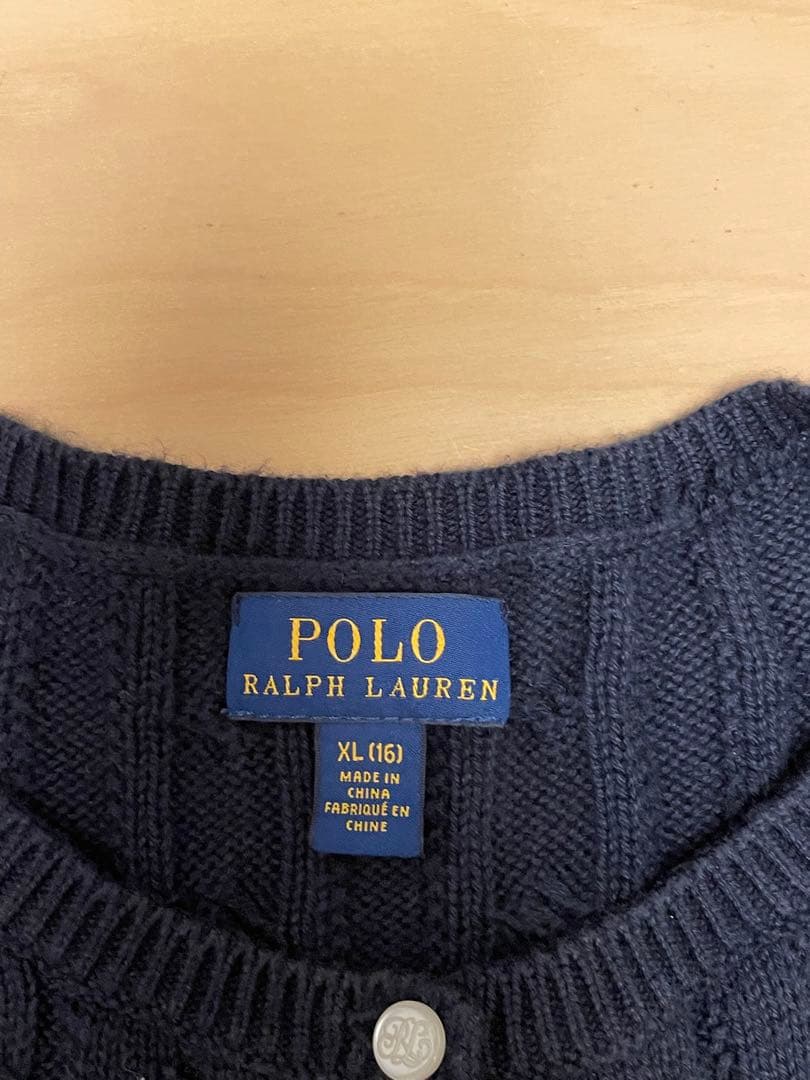 POLO
RALPH LAUREN
XL (16)
MADE IN
CHINA
FABRIQUÉ EN
CHINE